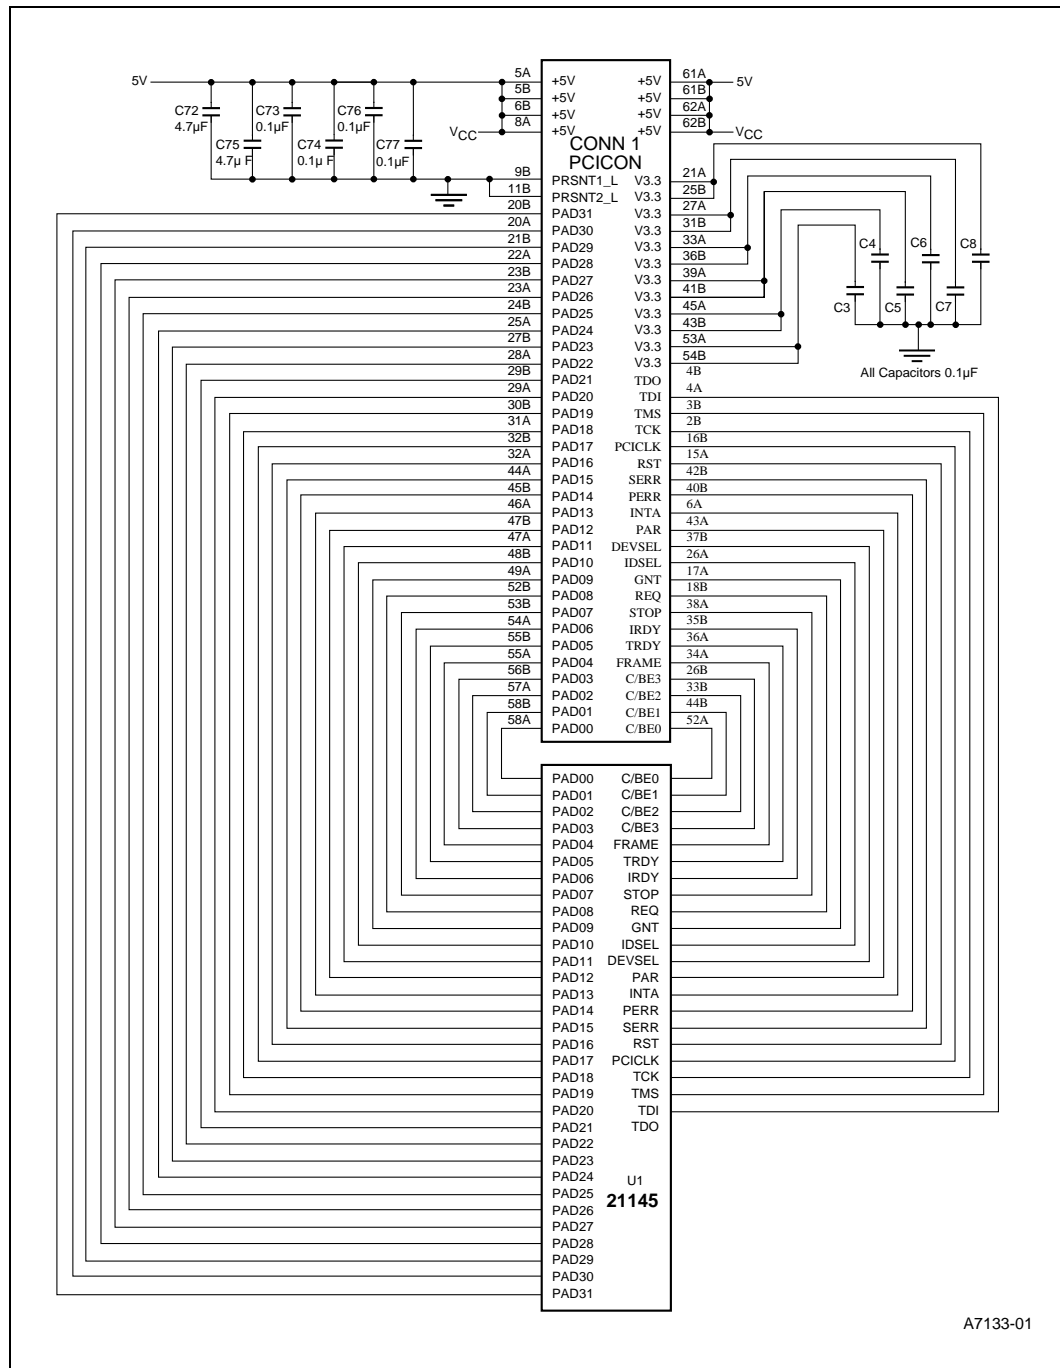 5V
5A
+5V
+5V
61A
5V
5B
+5V
+5V
61B
6B
+5V
+5V
62A
VCC
8A
+5V
+5V
62B
VCC
C72
4.7µF
C75
4.7µ F
C73
0.1µF
C74
0.1µ F
C76
0.1µF
C77
0.1µF
CONN 1
PCICON
9B
PRSNT1_L
V3.3
21A
11B
PRSNT2_L
V3.3
25B
20B
PAD31
V3.3
27A
20A
PAD30
V3.3
31B
21B
PAD29
V3.3
33A
22A
PAD28
V3.3
36B
23B
PAD27
V3.3
39A
23A
PAD26
V3.3
41B
24B
PAD25
V3.3
45A
25A
PAD24
V3.3
43B
27B
PAD23
V3.3
53A
28A
PAD22
V3.3
54B
C4
C6
C8
C3
C5
C7
All Capacitors 0.1µF
29B
PAD21
TDO
4B
29A
PAD20
TDI
4A
30B
PAD19
TMS
3B
31A
PAD18
TCK
2B
32B
PAD17
PCICLK
16B
32A
PAD16
RST
15A
44A
PAD15
SERR
42B
45B
PAD14
PERR
40B
46A
PAD13
INTA
6A
47B
PAD12
PAR
43A
47A
PAD11
DEVSEL
37B
48B
PAD10
IDSEL
26A
49A
PAD09
GNT
17A
52B
PAD08
REQ
18B
53B
PAD07
STOP
38A
54A
PAD06
IRDY
35B
55B
PAD05
TRDY
36A
55A
PAD04
FRAME
34A
56B
PAD03
C/BE3
26B
57A
PAD02
C/BE2
33B
58B
PAD01
C/BE1
44B
58A
PAD00
C/BE0
52A
PAD00
C/BE0
PAD01
C/BE1
PAD02
C/BE2
PAD03
C/BE3
PAD04
FRAME
PAD05
TRDY
PAD06
IRDY
PAD07
STOP
PAD08
REQ
PAD09
GNT
PAD10
IDSEL
PAD11
DEVSEL
PAD12
PAR
PAD13
INTA
PAD14
PERR
PAD15
SERR
PAD16
RST
PAD17
PCICLK
PAD18
TCK
PAD19
TMS
PAD20
TDI
PAD21
TDO
PAD22
PAD23
PAD24
PAD25
PAD26
PAD27
PAD28
PAD29
PAD30
PAD31
U1
21145
A7133-01